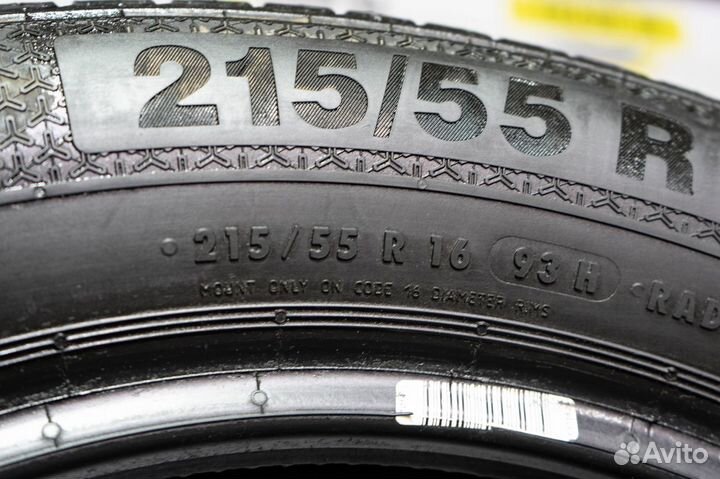 215/55 R
215/55 R 16 93 H RAD
MOUNT ONLY ON CODE 16 DIAMETER RIMS
Avito